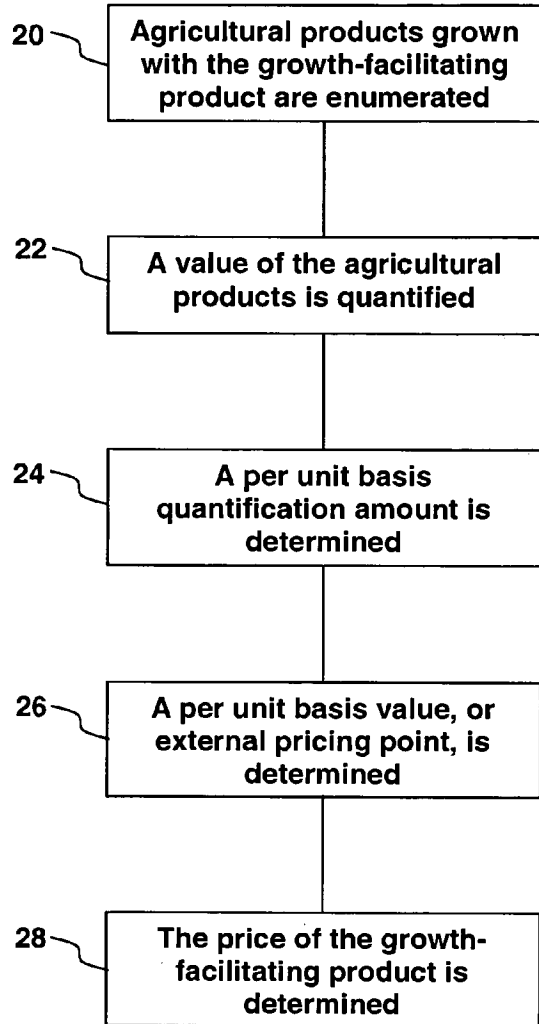 20
Agricultural products grown
with the growth-facilitating
product are enumerated
22
A value of the agricultural
products is quantified
24
A per unit basis
quantification amount is
determined
26
A per unit basis value, or
external pricing point, is
determined
28
The price of the growth-
facilitating product is
determined